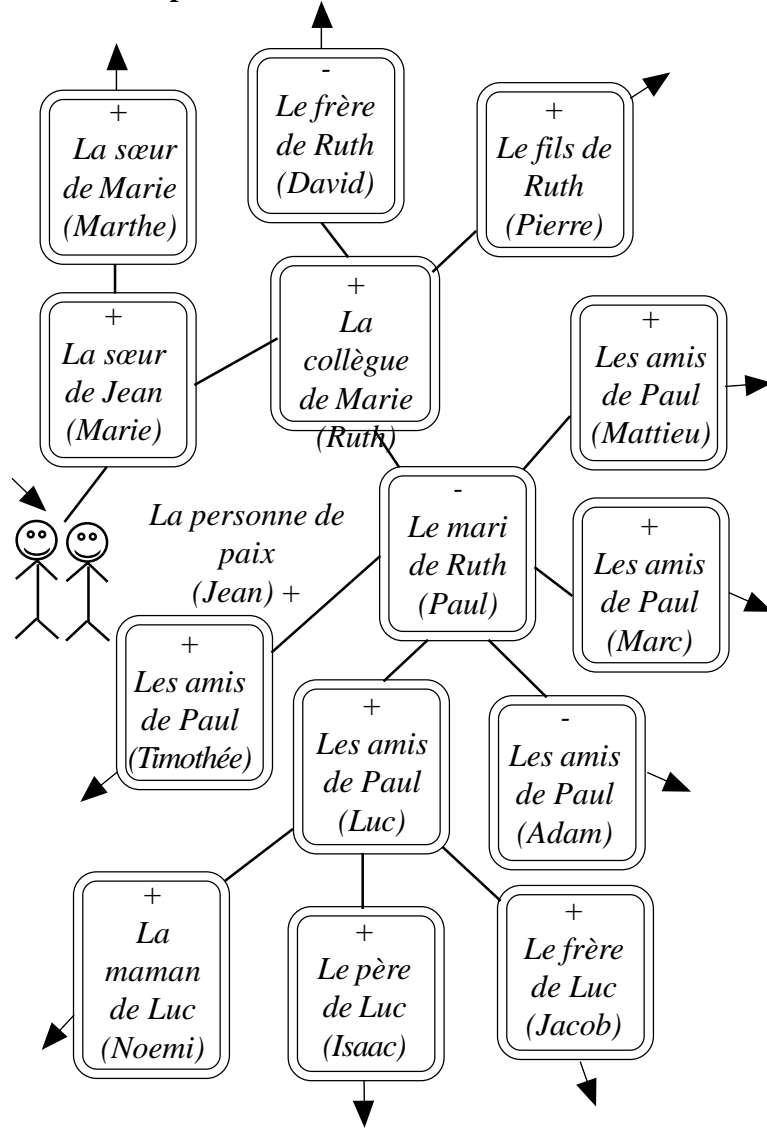 +
La sœur
de Marie
(Marthe)
-
Le frère
de Ruth
(David)
+
Le fils de
Ruth
(Pierre)
+
La sœur
de Jean
(Marie)
+
La
collègue
de Marie
(Ruth)
+
Les amis
de Paul
(Mattieu)
La personne de
paix
(Jean) +
-
Le mari
de Ruth
(Paul)
+
Les amis
de Paul
(Marc)
+
Les amis
de Paul
(Timothée)
+
Les amis
de Paul
(Luc)
-
Les amis
de Paul
(Adam)
+
La
maman
de Luc
(Noemi)
+
Le père
de Luc
(Isaac)
+
Le frère
de Luc
(Jacob)